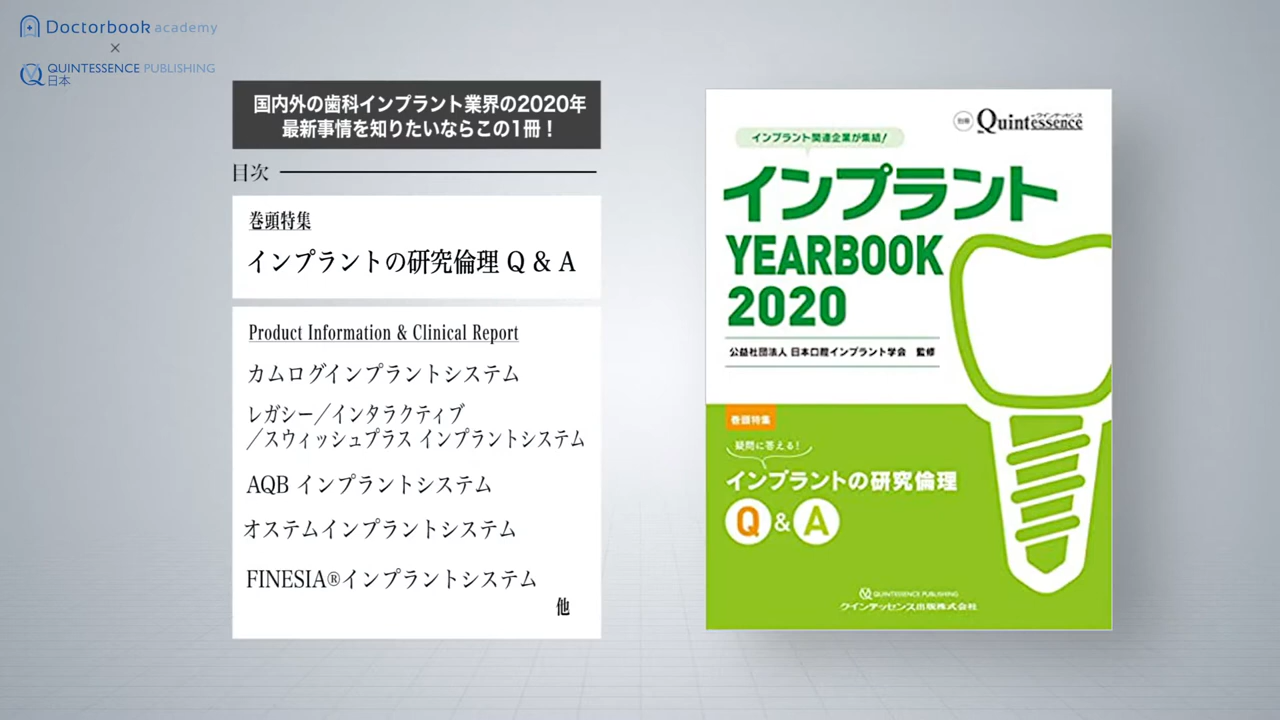 Doctorbook academy
×
QUINTESSENCE PUBLISHING
日本
国内外の歯科インプラント業界の2020年
最新事情を知りたいならこの1冊！
目次
巻頭特集
インプラントの研究倫理 Q & A
Product Information & Clinical Report
カムログインプラントシステム
レガシー／インタラクティブ
／スウィッシュプラス インプラントシステム
AQB インプラントシステム
オステムインプラントシステム
FINESIA®インプラントシステム
他
別冊 Quintessence
ザ・クインテッセンス
インプラント関連企業が集結!
インプラント
YEARBOOK
2020
公益社団法人 日本口腔インプラント学会 監修
巻頭特集
疑問に答える!
インプラントの研究倫理
Q & A
QUINTESSENCE PUBLISHING
クインテッセンス出版株式会社